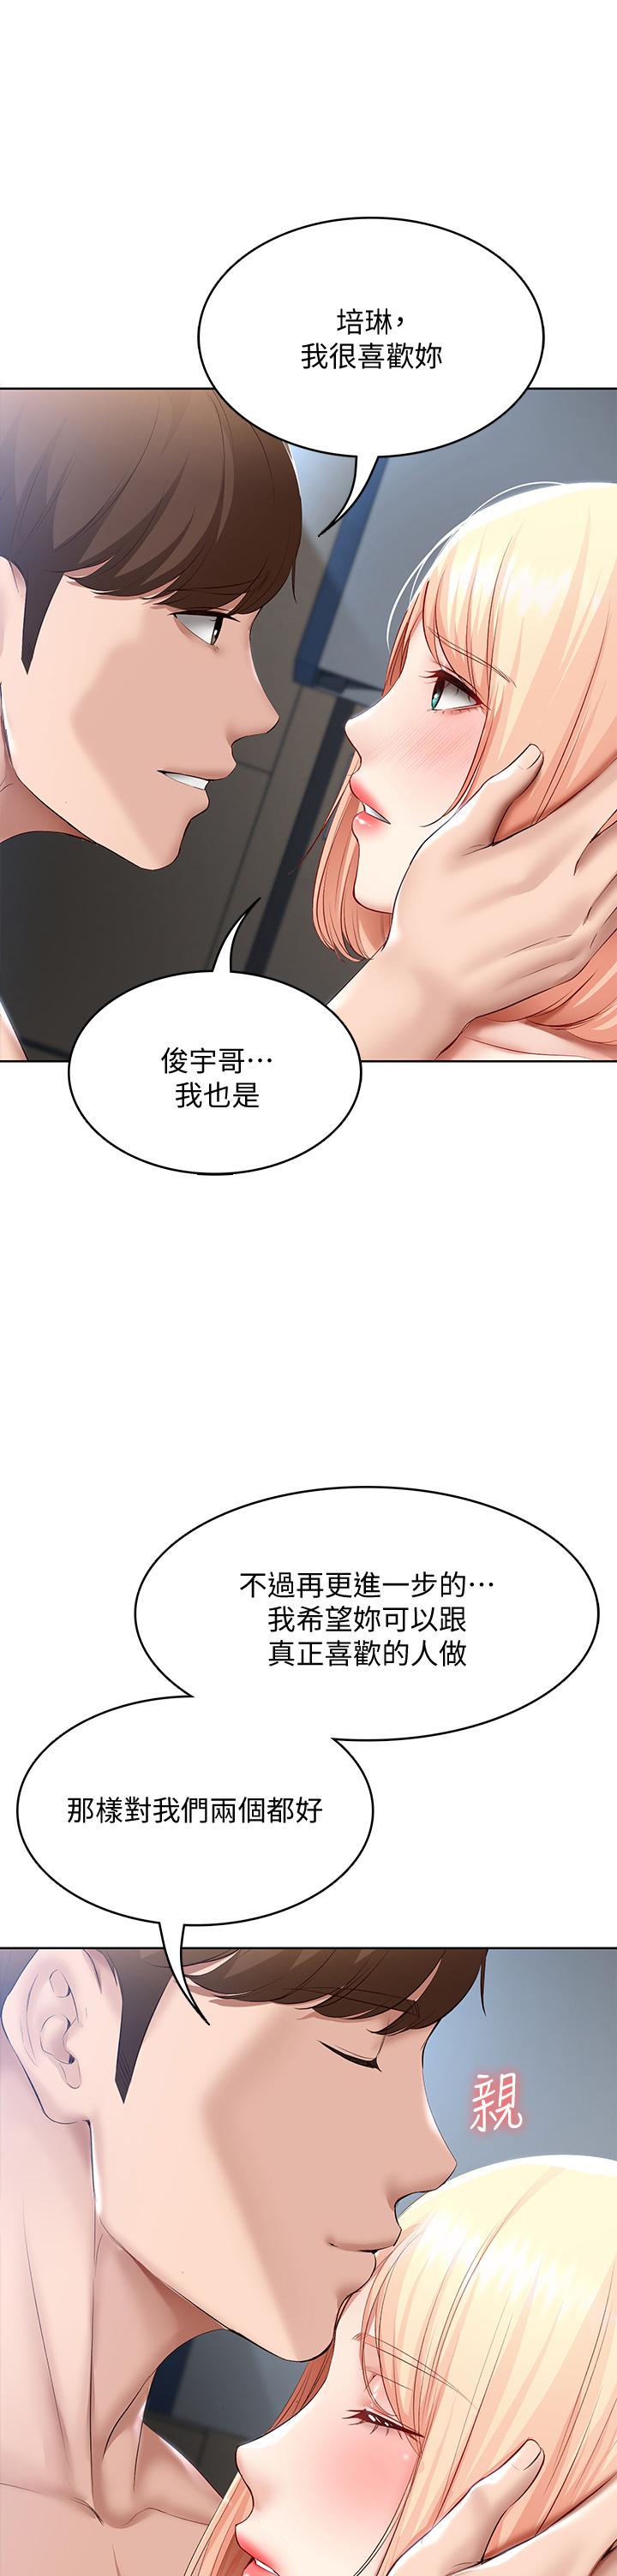 培琳，
我很喜歡妳
俊宇哥⋯
我也是
不過再更進一步的⋯
我希望妳可以跟
真正喜歡的人做
那樣對我們兩個都好
親